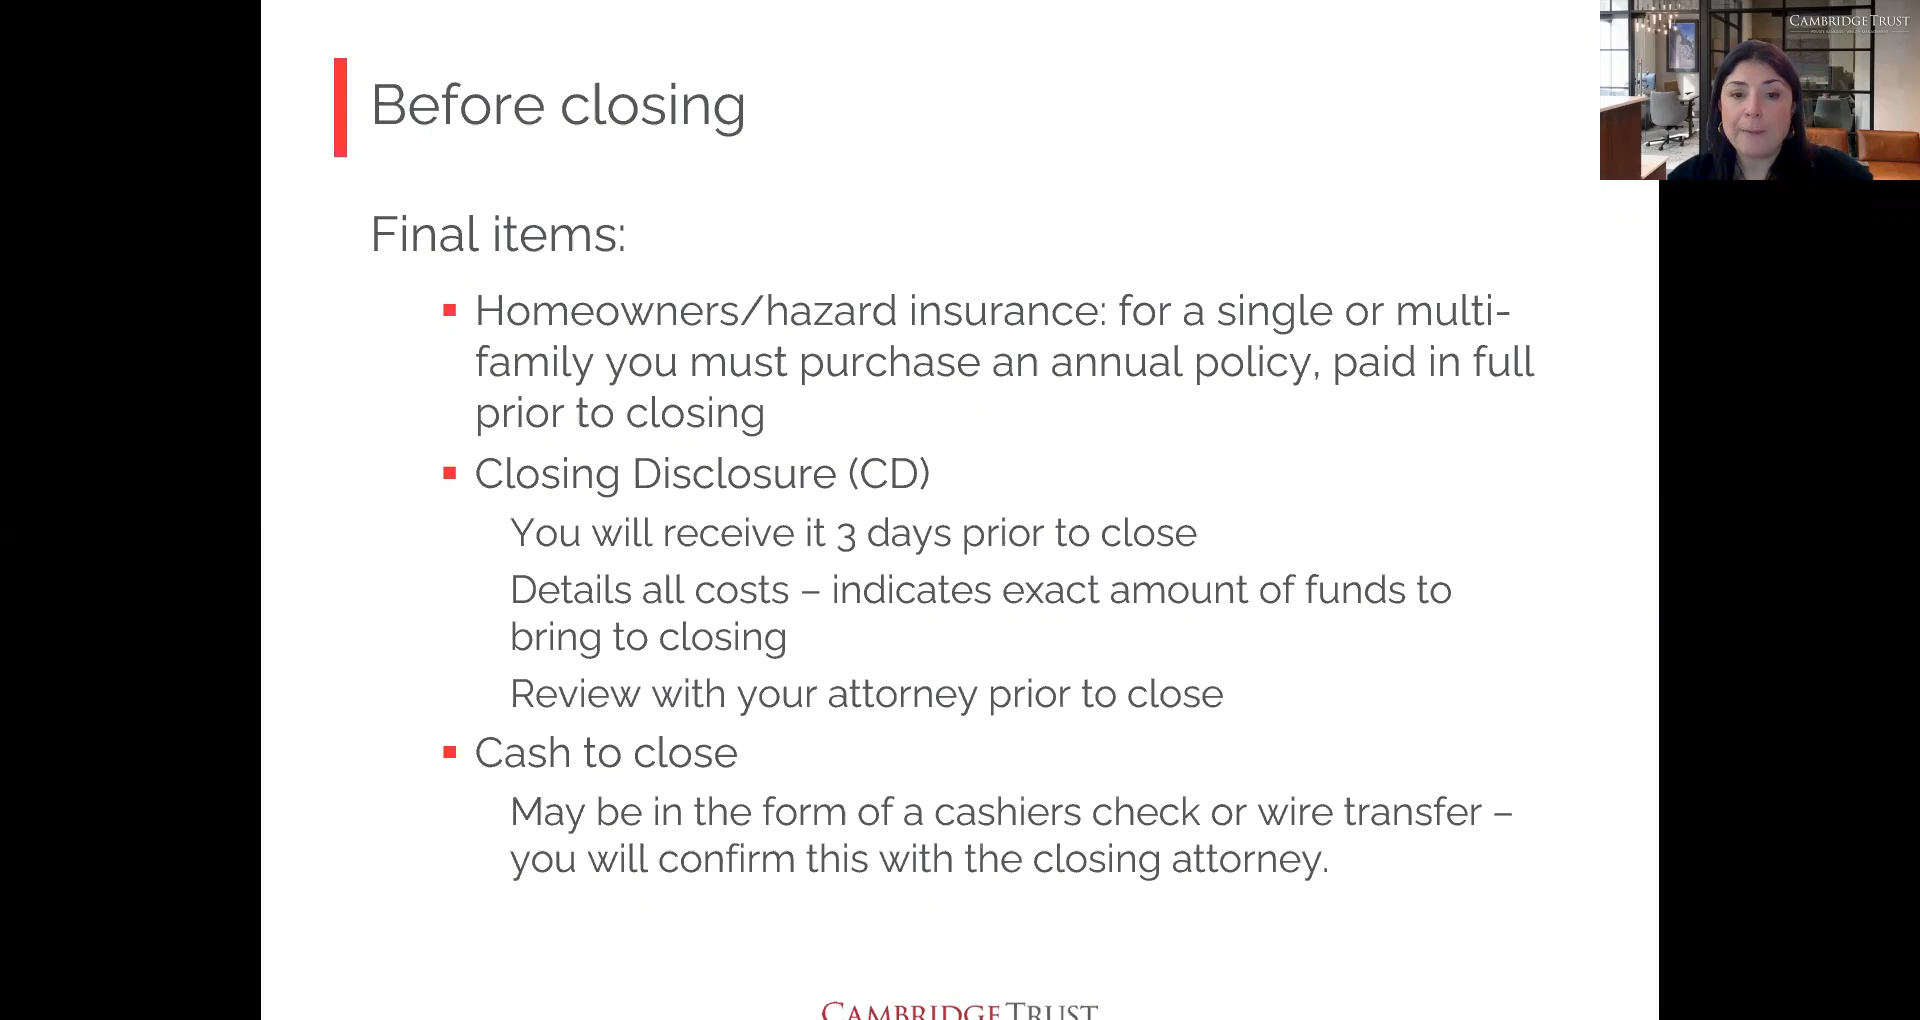 Before closing
CAMBRIDGETRUST
Final items:
Homeowners/hazard insurance: for a single or multi-
family you must purchase an annual policy, paid in full
prior to closing
Closing Disclosure (CD)
You will receive it 3 days prior to close
Details all costs – indicates exact amount of funds to
bring to closing
Review with your attorney prior to close
Cash to close
May be in the form of a cashiers check or wire transfer –
you will confirm this with the closing attorney.
CAMBRIDGETRUST